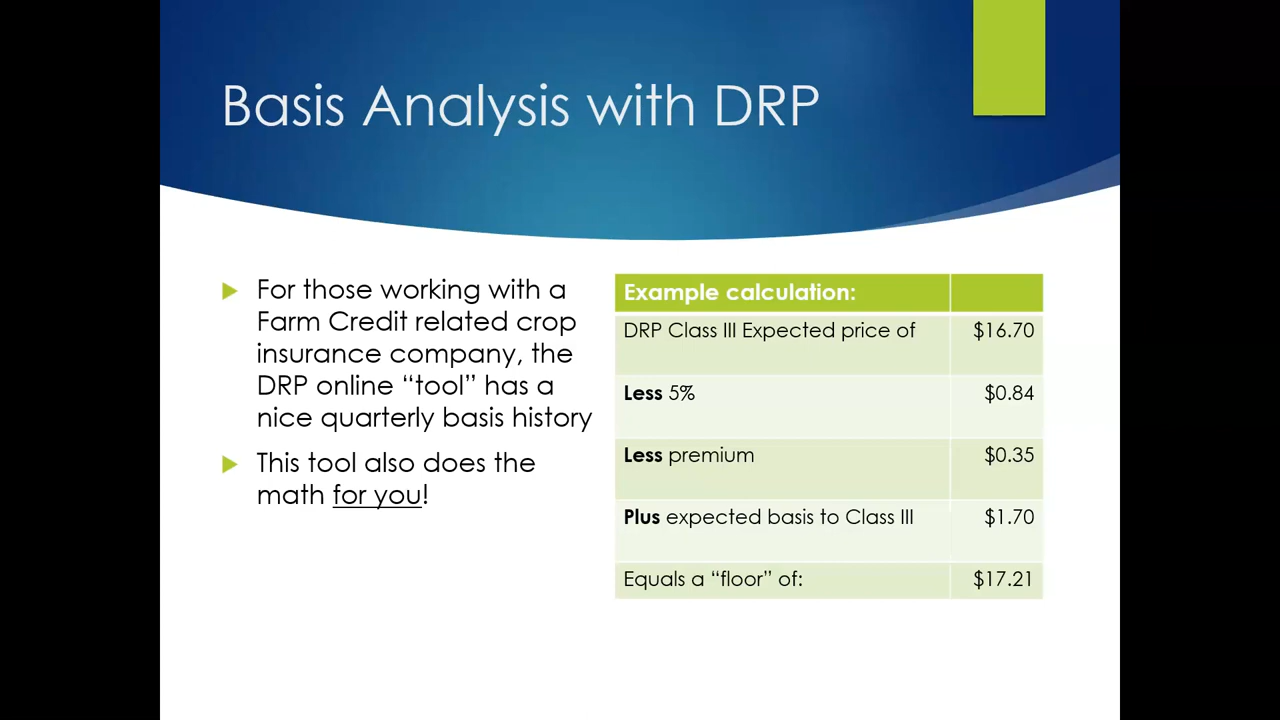 Basis Analysis with DRP
For those working with a
Farm Credit related crop
insurance company, the
DRP online “tool” has a
nice quarterly basis history
This tool also does the
math for you!
Example calculation:
DRP Class III Expected price of $16.70
Less 5% $0.84
Less premium $0.35
Plus expected basis to Class III $1.70
Equals a “floor” of: $17.21